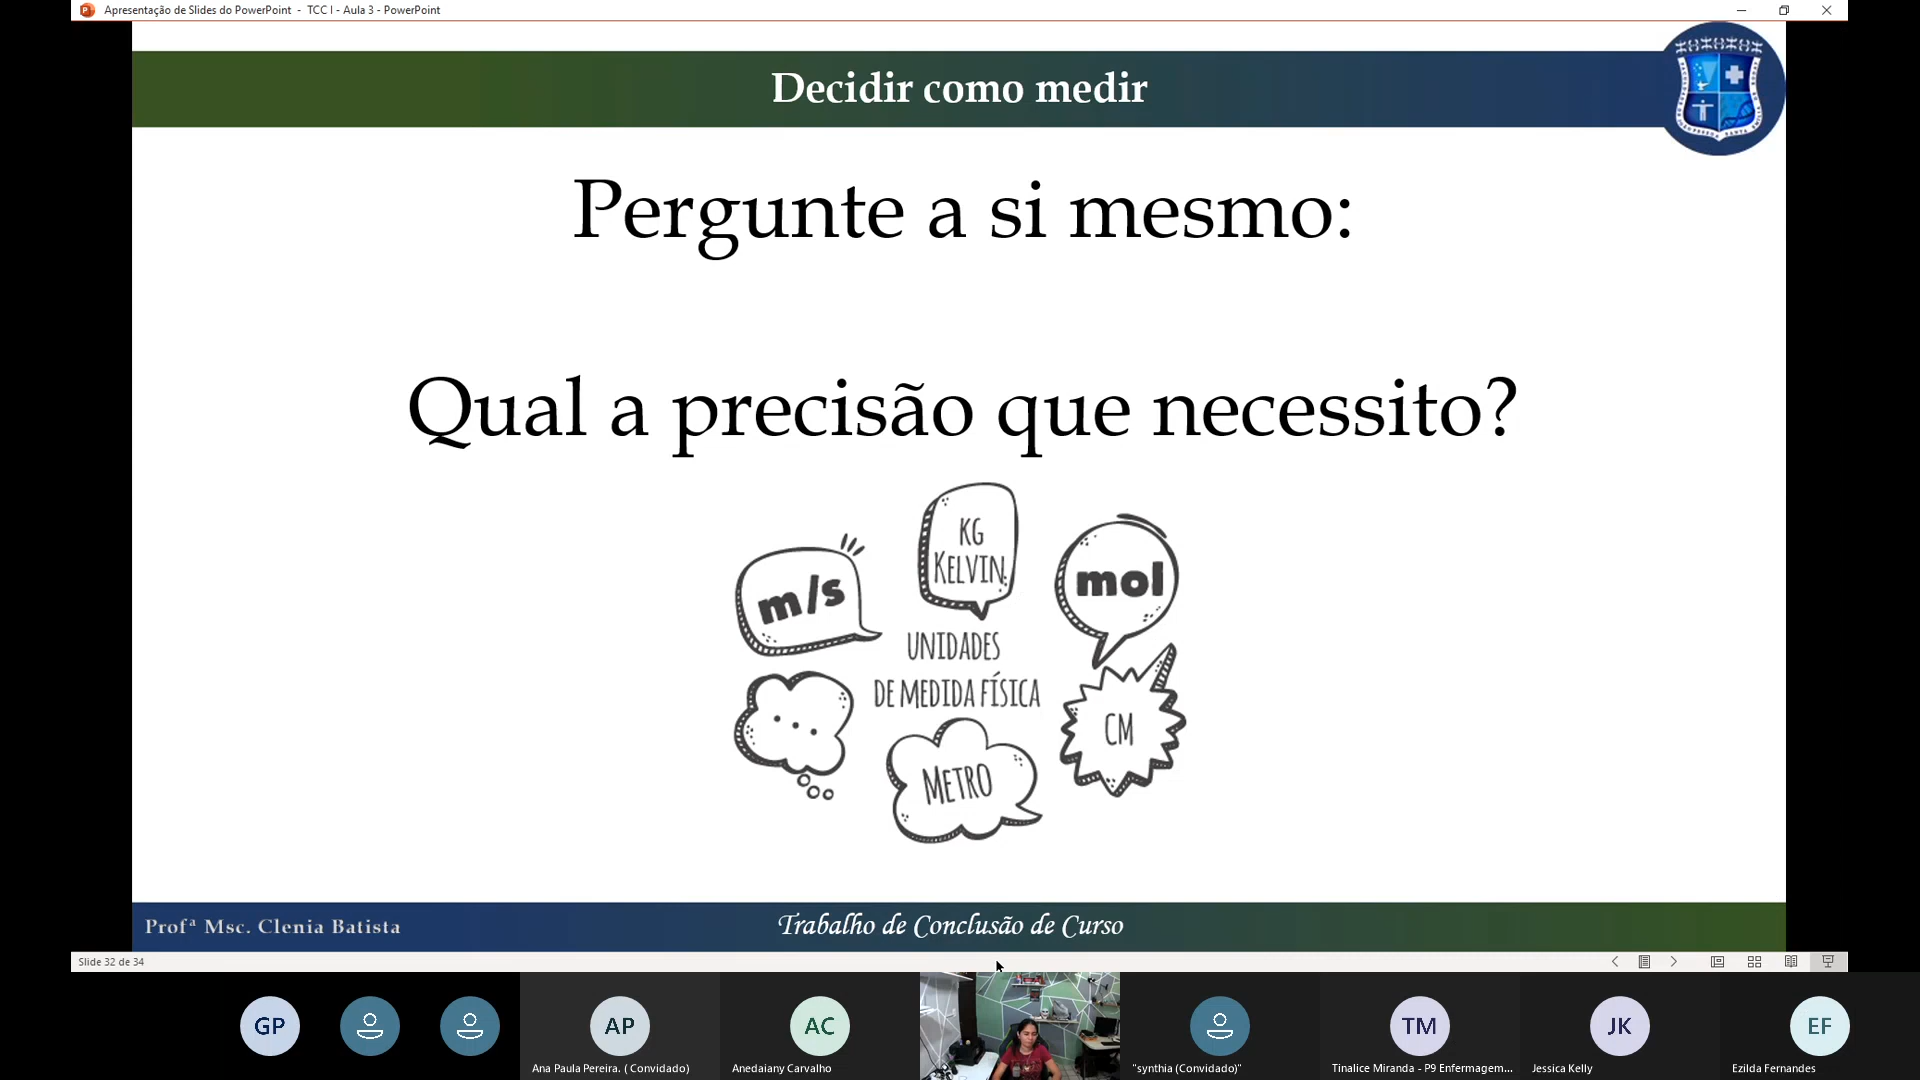 Apresentação de Slides do PowerPoint - TCC I - Aula 3 - PowerPoint
Decidir como medir
Pergunte a si mesmo:
Qual a precisão que necessito?
KG
KELVIN
m/s
mol
UNIDADES
DE MEDIDA FÍSICA
...
CM
METRO
Profª Msc. Clenia Batista
Trabalho de Conclusão de Curso
Slide 32 de 34
GP
AP
AC
TM
JK
EF
Ana Paula Pereira. ( Convidado)
Anedaiany Carvalho
"synthia (Convidado)"
Tinalice Miranda - P9 Enfermagem...
Jessica Kelly
Ezilda Fernandes